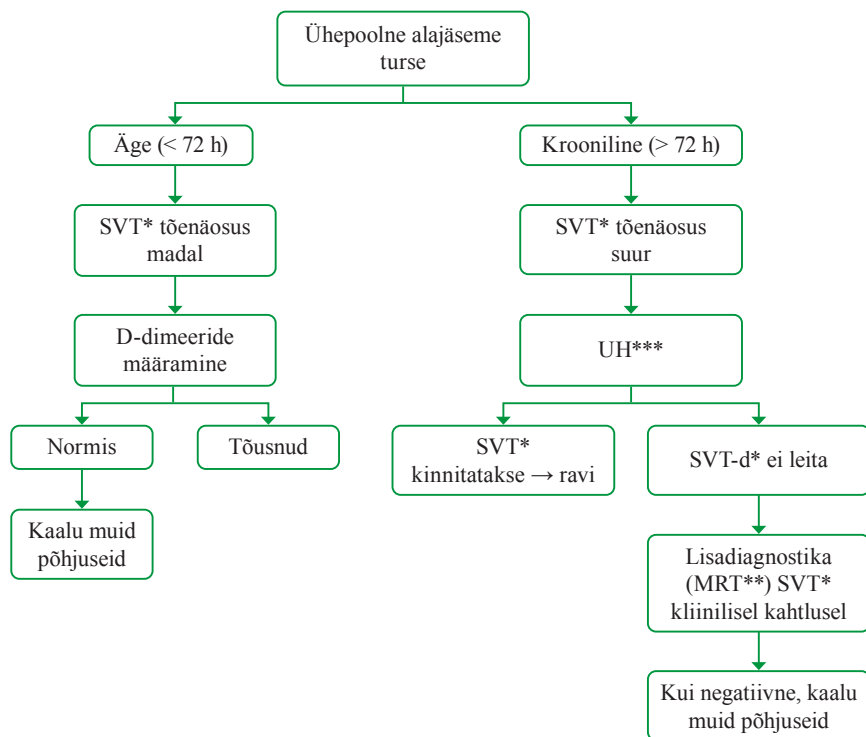 Ühepoolne alajäseme
turse
Äge (< 72 h)
Krooniline (> 72 h)
SVT* tõenäosus
madal
SVT* tõenäosus
suur
D-dimeeride
määramine
UH***
Normis
Tõusnud
SVT*
kinnitatakse → ravi
SVT-d* ei leita
Kaalu muid
põhjuseid
Lisadiagnostika
(MRT**) SVT*
kliinilisel kahtlusel
Kui negatiivne, kaalu
muid põhjuseid